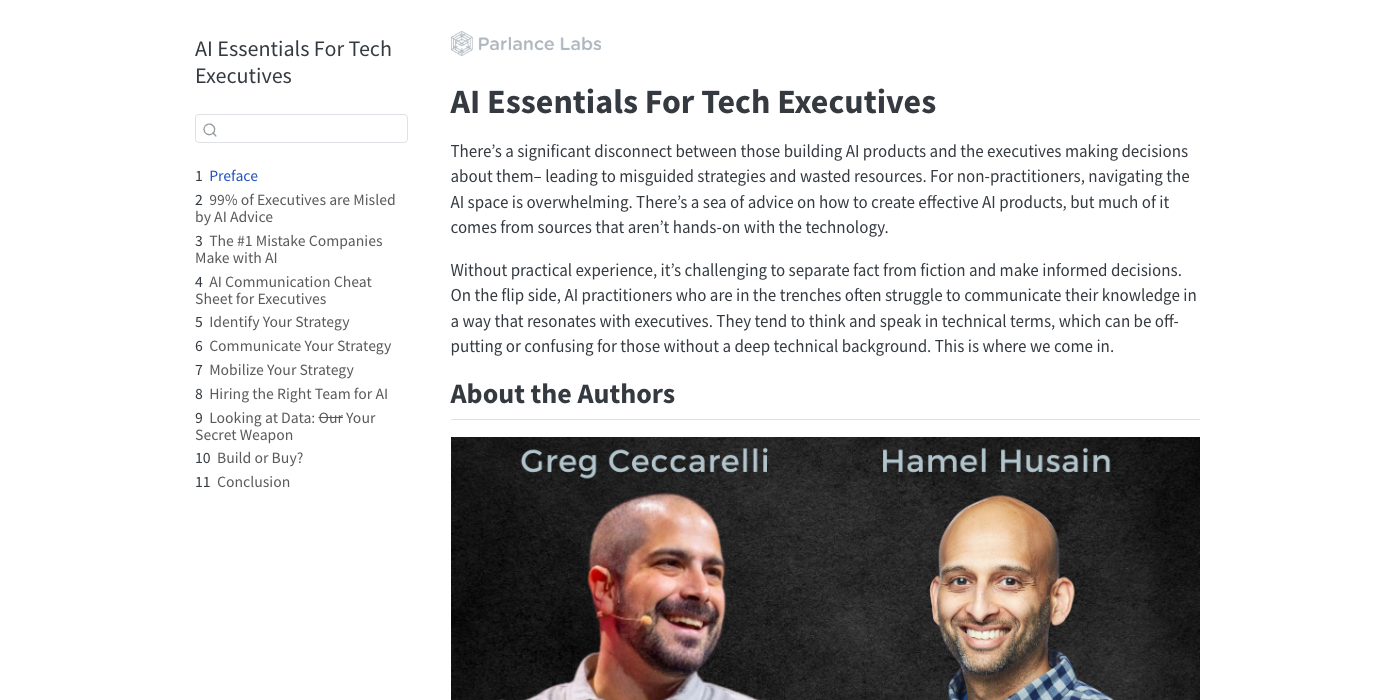 AI Essentials For Tech
Executives
1 Preface
2 99% of Executives are Misled
by AI Advice
3 The #1 Mistake Companies
Make with AI
4 AI Communication Cheat
Sheet for Executives
5 Identify Your Strategy
6 Communicate Your Strategy
7 Mobilize Your Strategy
8 Hiring the Right Team for AI
9 Looking at Data: Our Your
Secret Weapon
10 Build or Buy?
11 Conclusion
Parlance Labs
AI Essentials For Tech Executives
There’s a significant disconnect between those building AI products and the executives making decisions
about them– leading to misguided strategies and wasted resources. For non-practitioners, navigating the
AI space is overwhelming. There’s a sea of advice on how to create effective AI products, but much of it
comes from sources that aren’t hands-on with the technology.
Without practical experience, it’s challenging to separate fact from fiction and make informed decisions.
On the flip side, AI practitioners who are in the trenches often struggle to communicate their knowledge in
a way that resonates with executives. They tend to think and speak in technical terms, which can be off-
putting or confusing for those without a deep technical background. This is where we come in.
About the Authors
Greg Ceccarelli
Hamel Husain